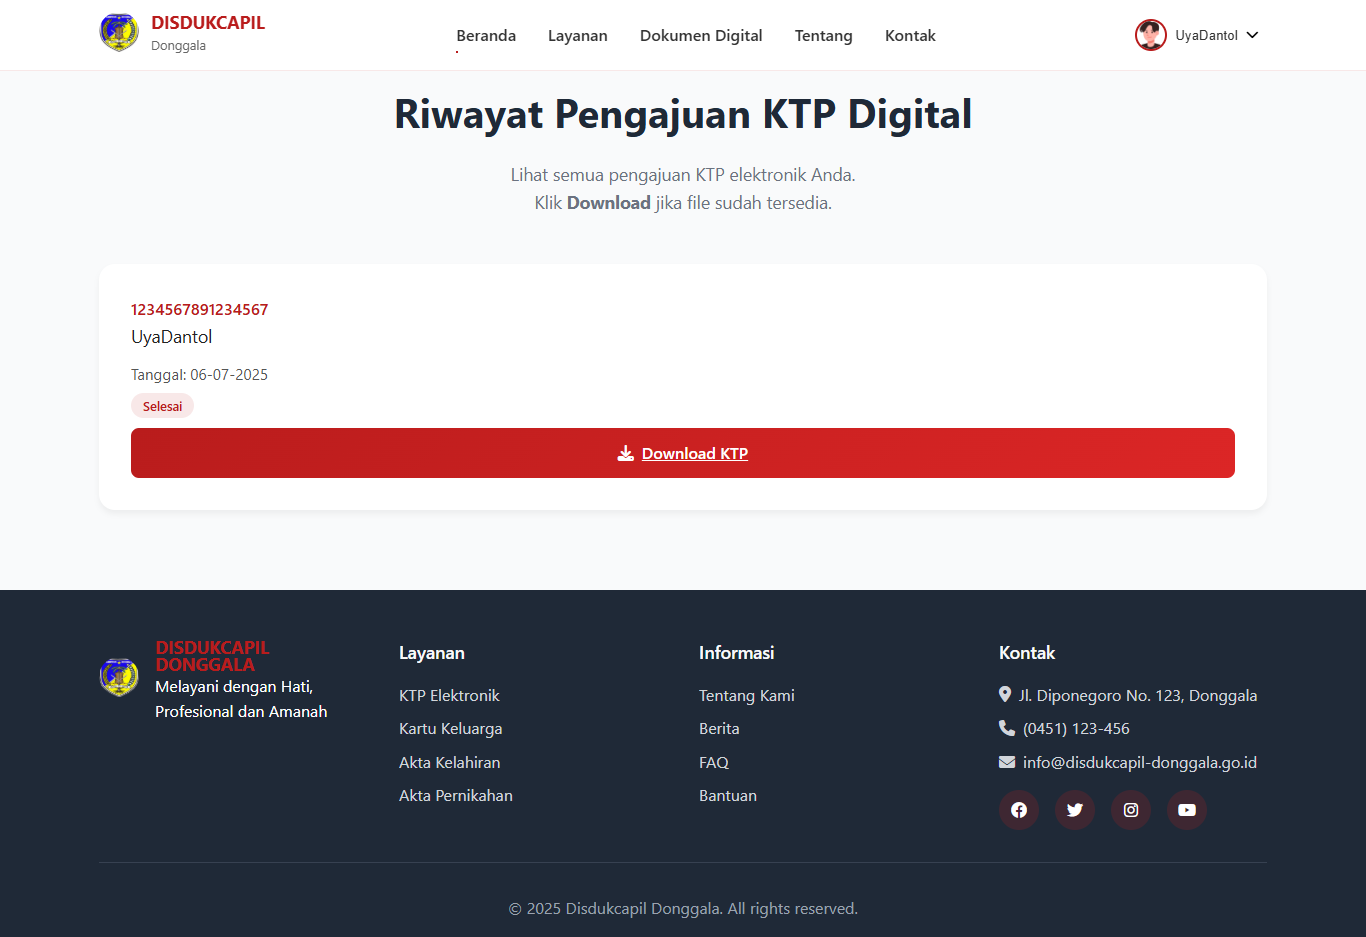 DISDUKCAPIL
Donggala
Beranda
Layanan
Dokumen Digital
Tentang
Kontak
UyaDantol
Riwayat Pengajuan KTP Digital
Lihat semua pengajuan KTP elektronik Anda.
Klik Download jika file sudah tersedia.
1234567891234567
UyaDantol
Tanggal: 06-07-2025
Selesai
Download KTP
DISDUKCAPIL
DONGGALA
Melayani dengan Hati,
Profesional dan Amanah
Layanan
KTP Elektronik
Kartu Keluarga
Akta Kelahiran
Akta Pernikahan
Informasi
Tentang Kami
Berita
FAQ
Bantuan
Kontak
Jl. Diponegoro No. 123, Donggala
(0451) 123-456
info@disdukcapil-donggala.go.id
© 2025 Disdukcapil Donggala. All rights reserved.